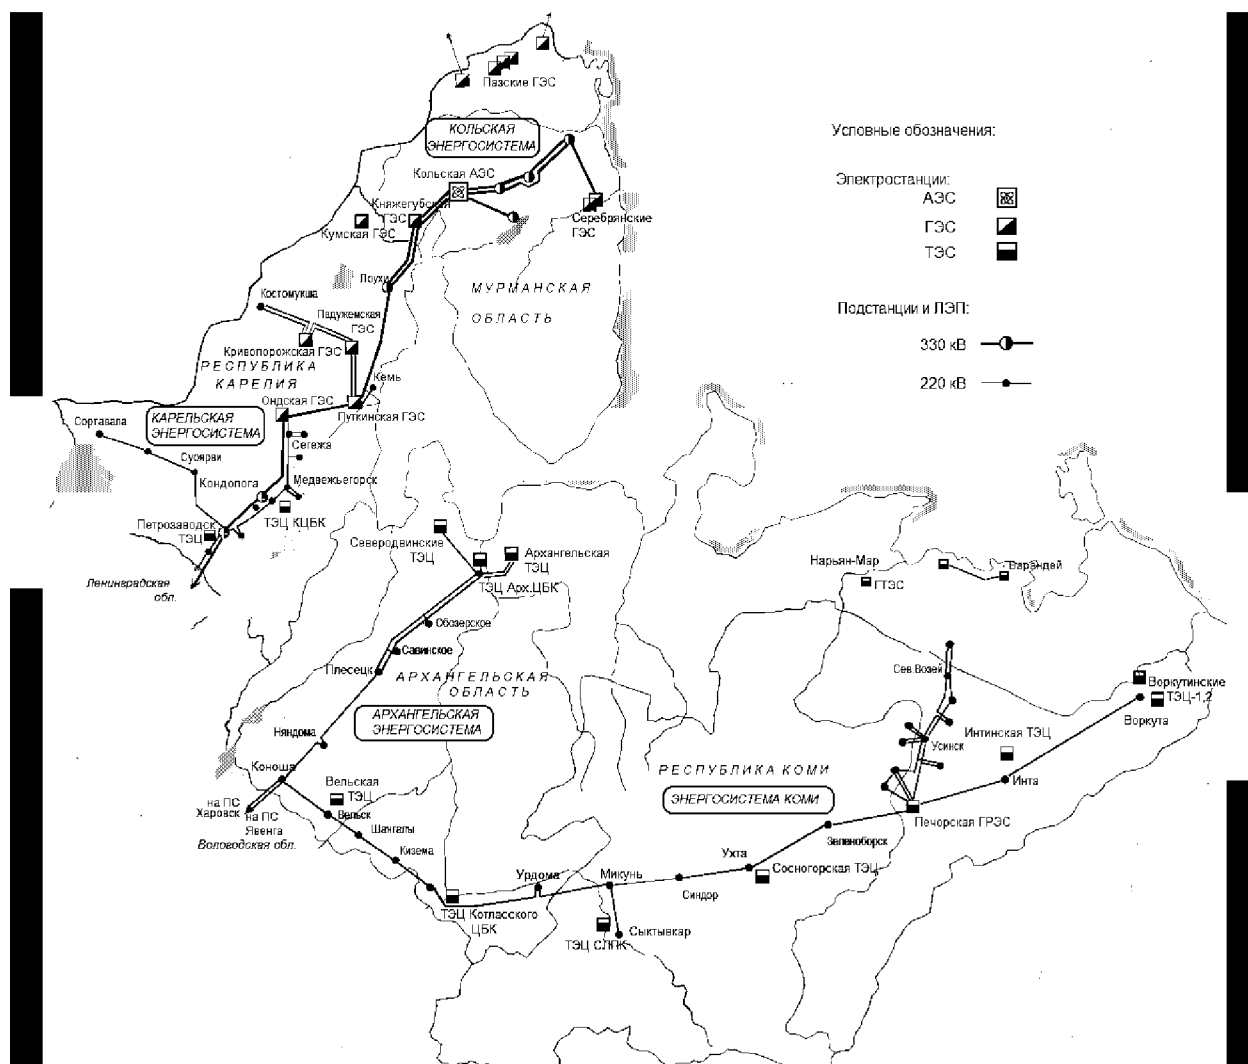 Пазские ГЭС
КОЛЬСКАЯ
ЭНЕРГОСИСТЕМА
Кольская АЭС
Княжегубская
ГЭС
Кумская ГЭС
Серебрянские
ГЭС
Лоухи
МУРМАНСКАЯ
ОБЛАСТЬ
Костомукша
Падужемская
ГЭС
Кривопорожская ГЭС
РЕСПУБЛИКА
КАРЕЛИЯ
Кемь
Ондская ГЭС
Путкинская ГЭС
КАРЕЛЬСКАЯ
ЭНЕРГОСИСТЕМА
Сортавала
Суоярви
Сегежа
Кондопога
Медвежьегорск
Петрозаводск
ТЭЦ
ТЭЦ КЦБК
Ленинградская
обл.
Условные обозначения:
Электростанции:
АЭС
ГЭС
ТЭС
Подстанции и ЛЭП:
330 кВ
220 кВ
Северодвинские
ТЭЦ
Архангельская
ТЭЦ
ТЭЦ Арх.ЦБК
Обозерское
Савинское
Плесецк
АРХАНГЕЛЬСКАЯ
ОБЛАСТЬ
АРХАНГЕЛЬСКАЯ
ЭНЕРГОСИСТЕМА
Няндома
Коноша
на ПС
Харовск
на ПС
Явенга
Вологодская обл.
Вельская
ТЭЦ
Вельск
Шангалы
Кизема
ТЭЦ Котласского
ЦБК
Урдома
Микунь
ТЭЦ СЛПК
Сыктывкар
Синдор
Ухта
Сосногорская ТЭЦ
Зеленоборск
РЕСПУБЛИКА КОМИ
ЭНЕРГОСИСТЕМА КОМИ
Печорская ГРЭС
Нарьян-Мар
ГТЭС
Варандей
Сев.Возей
Усинск
Интинская ТЭЦ
Инта
Воркутинские
ТЭЦ-1,2
Воркута